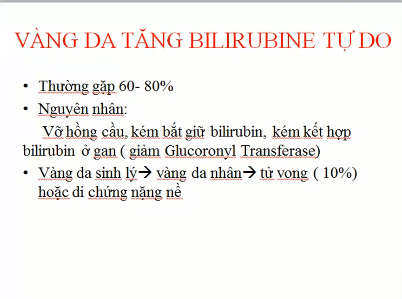 VÀNG DA TĂNG BILIRUBINE TỰ DO
• Thường gặp 60- 80%
• Nguyên nhân:
Vỡ hồng cầu, kém bắt giữ bilirubin, kém kết hợp
bilirubin ở gan ( giảm Glucoronyl Transferase)
• Vàng da sinh lý→ vàng da nhân→ tử vong ( 10%)
hoặc di chứng nặng nề